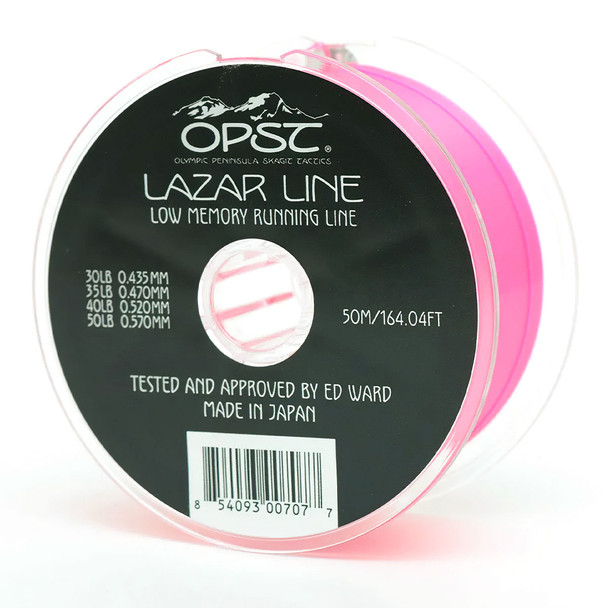 OPST®
OLYMPIC PENINSULA SKAGIT TACTICS
LAZAR LINE
LOW MEMORY RUNNING LINE
30LB 0.435MM
35LB 0.470MM
40LB 0.520MM
50LB 0.570MM
50M/164.04FT
TESTED AND APPROVED BY ED WARD
MADE IN JAPAN
8 54093 00707 7